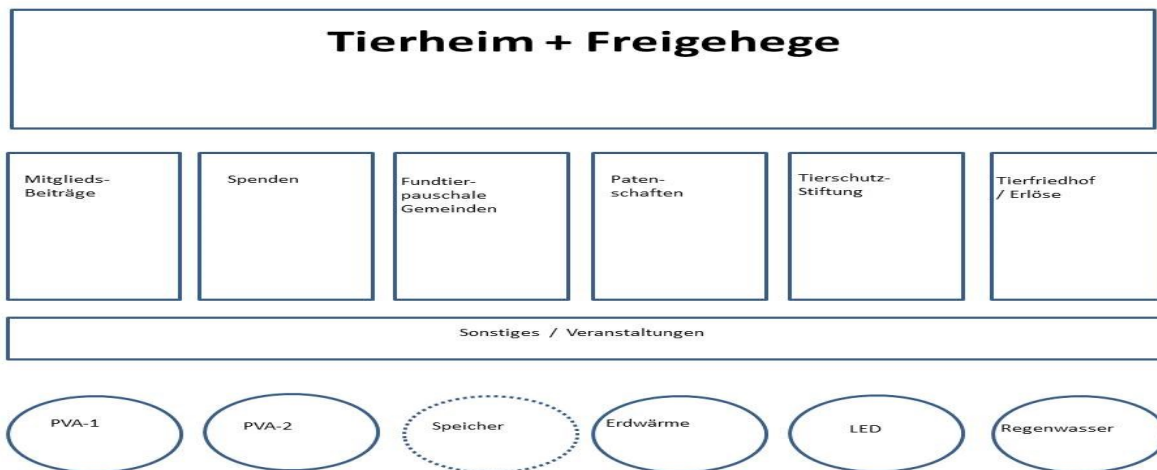 Tierheim + Freigehege
Mitglieds-
Beiträge
Spenden
Fundtier-
pauschale
Gemeinden
Paten-
schaften
Tierschutz-
Stiftung
Tierfriedhof
/ Erlöse
Sonstiges / Veranstaltungen
PVA-1
PVA-2
Speicher
Erdwärme
LED
Regenwasser